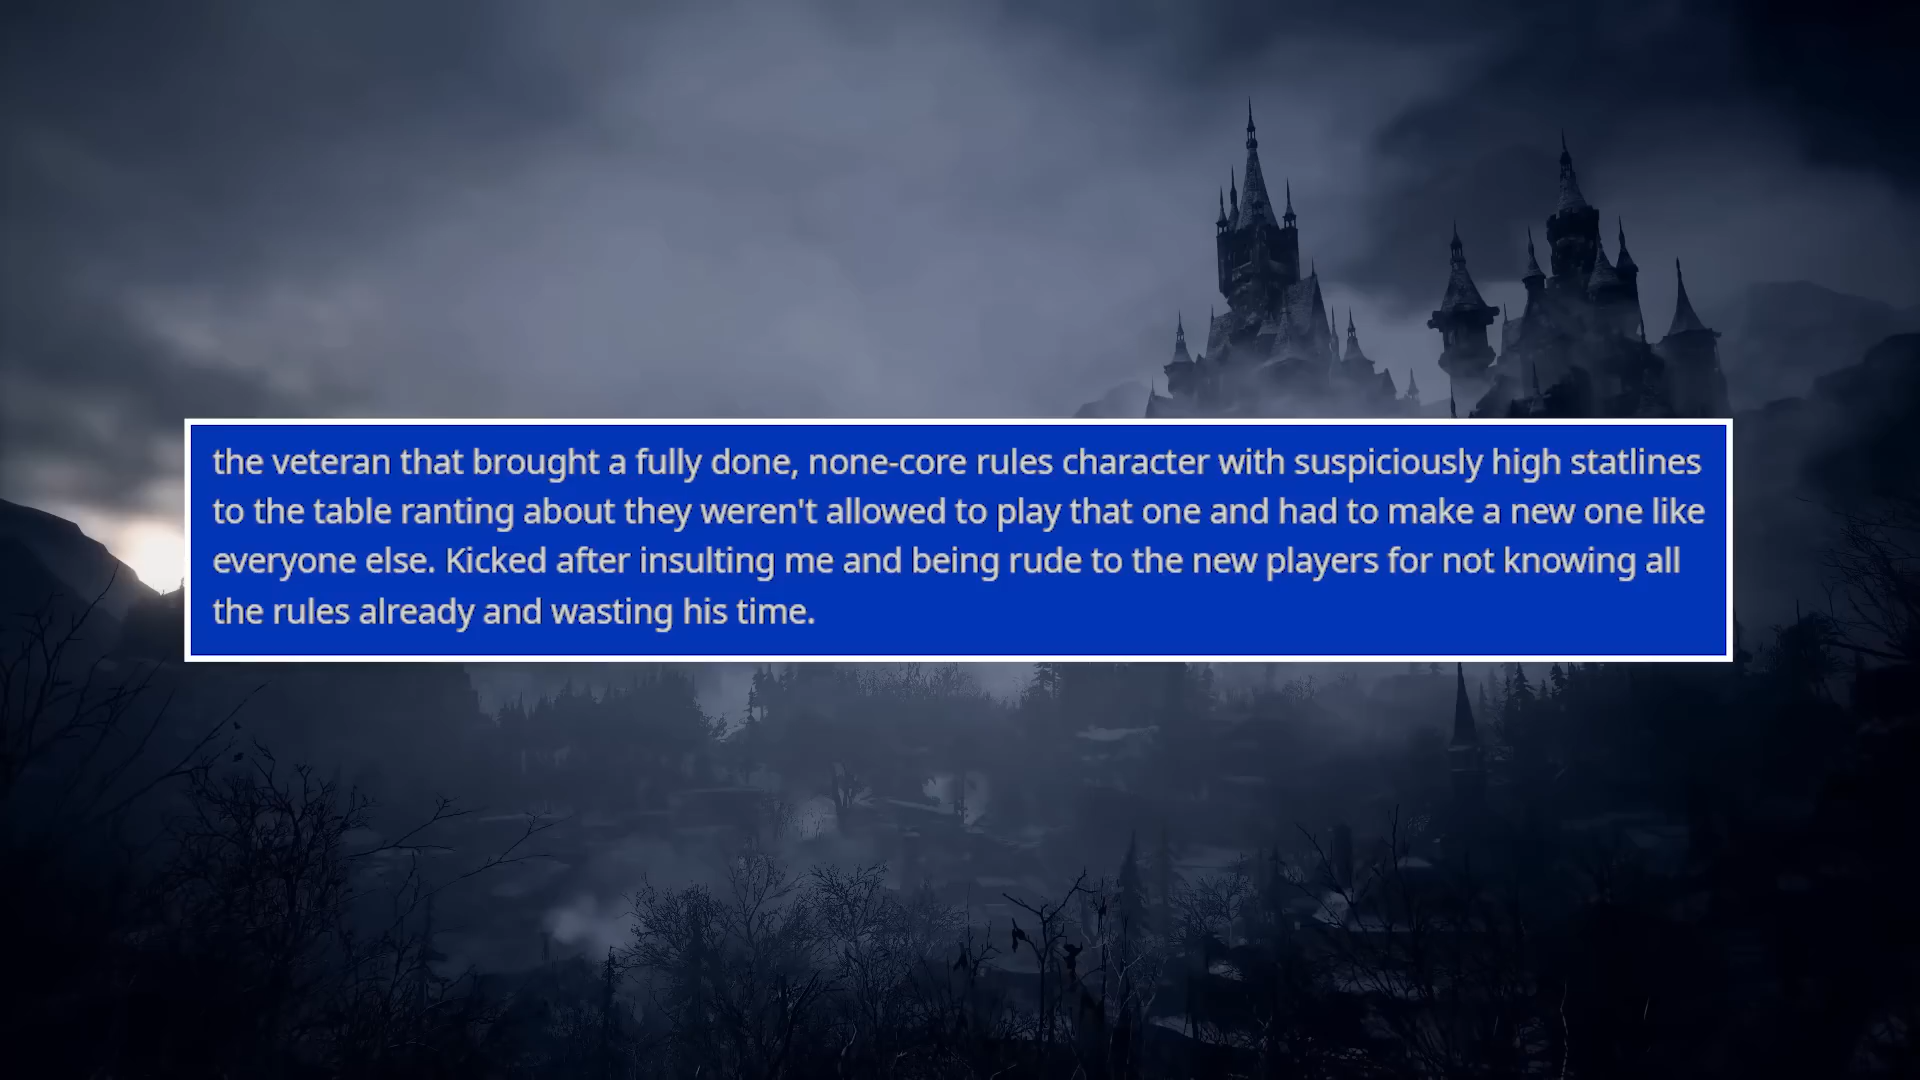 the veteran that brought a fully done, none-core rules character with suspiciously high statlines
to the table ranting about they weren't allowed to play that one and had to make a new one like
everyone else. Kicked after insulting me and being rude to the new players for not knowing all
the rules already and wasting his time.